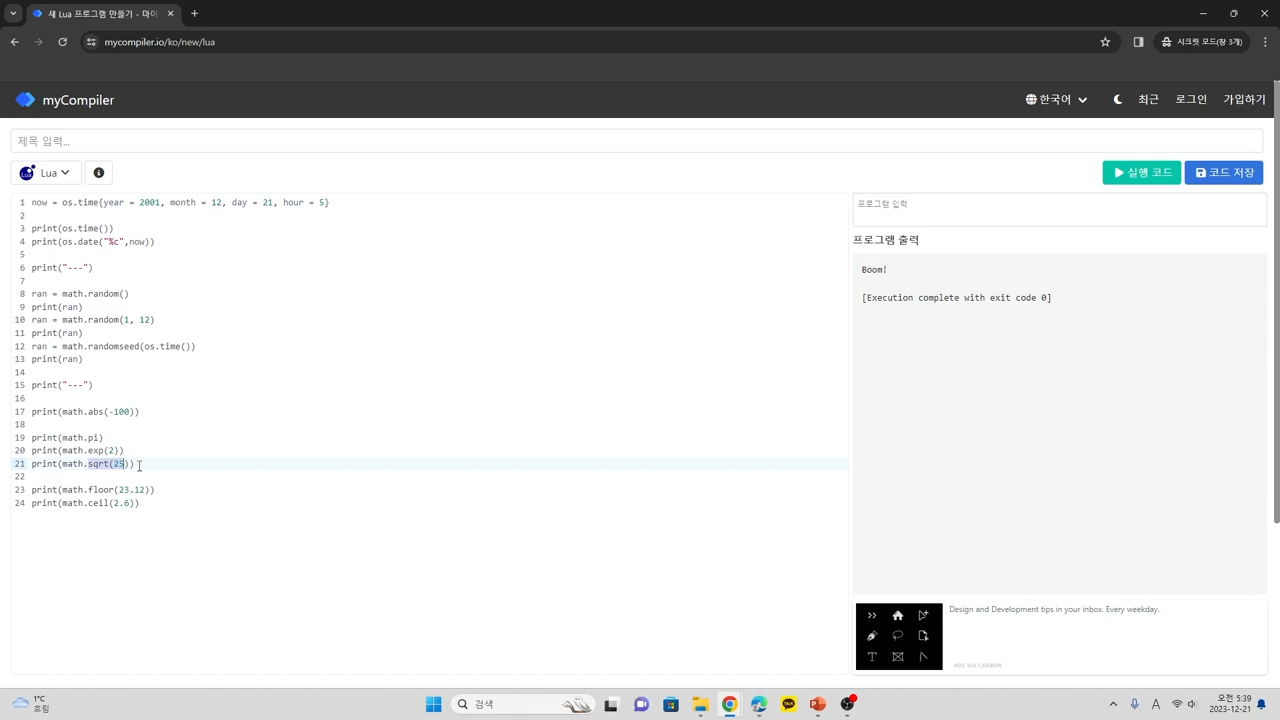 새 Lua 프로그램 만들기 - 마이
mycompiler.io/ko/new/lua
시크릿 모드(창 3개)
myCompiler
한국어
최근
로그인
가입하기
제목 입력...
Lua
실행 코드
코드 저장
1 now = os.time{year = 2001, month = 12, day = 21, hour = 5}
2
3 print(os.time())
4 print(os.date("%c",now))
5
6 print("---")
7
8 ran = math.random()
9 print(ran)
10 ran = math.random(1, 12)
11 print(ran)
12 ran = math.randomseed(os.time())
13 print(ran)
14
15 print("---")
16
17 print(math.abs(-100))
18
19 print(math.pi)
20 print(math.exp(2))
21 print(math.sqrt(25))
22
23 print(math.floor(23.12))
24 print(math.ceil(2.6))
프로그램 입력
프로그램 출력
Boom!
[Execution complete with exit code 0]
Design and Development tips in your inbox. Every weekday.
ADS VIA CARBON
1°C
흐림
검색
A
오전 5:39
2023-12-21